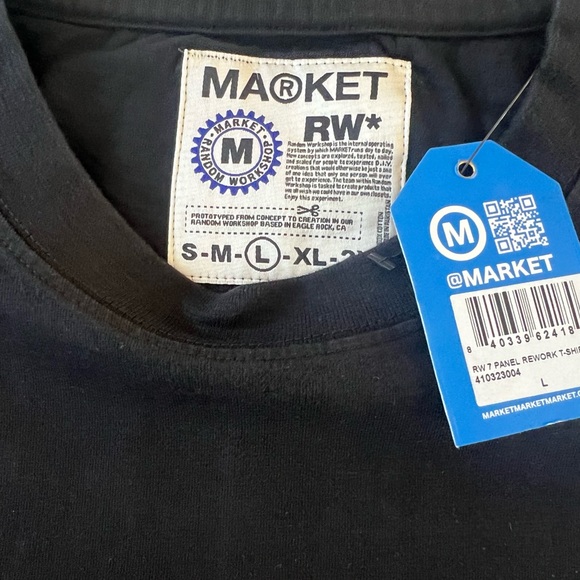 MA®KET
RW*
MARKET
RANDOM WORKSHOP
M
Random Workshop is the internal operating
system by which MARKET runs day to day.
How concepts are explored, tested, nailed
and scaled for people to experience D.I.Y.
creations that would otherwise be just a one
of one idea that only one person will ever
get to experience. The team within Random
Workshop is tasked to create products that
we wish we could have in our own closets.
Enjoy this experiment.
PROTOTYPED FROM CONCEPT TO CREATION IN OUR
RANDOM WORKSHOP BASED IN EAGLE ROCK, CA
S-M-L-XL-2X
M
@MARKET
8 40339 62418
RW 7 PANEL REWORK T-SHIR
410323004
L
MARKETMARKETMARKET.C